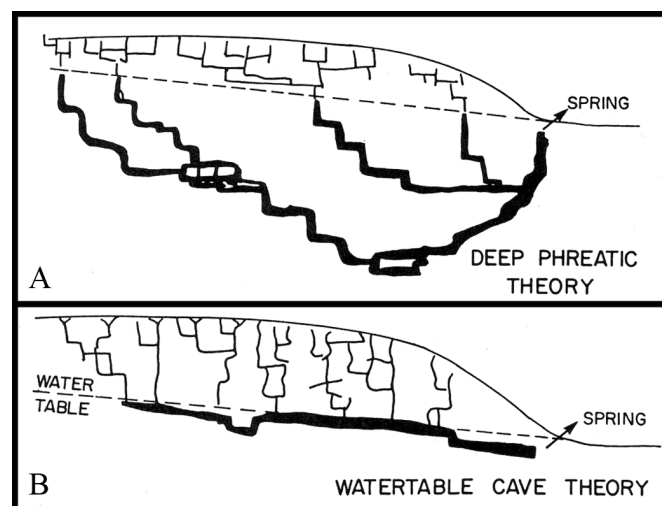 SPRING
A
DEEP PHREATIC
THEORY
WATER
TABLE
SPRING
B
WATERTABLE CAVE THEORY